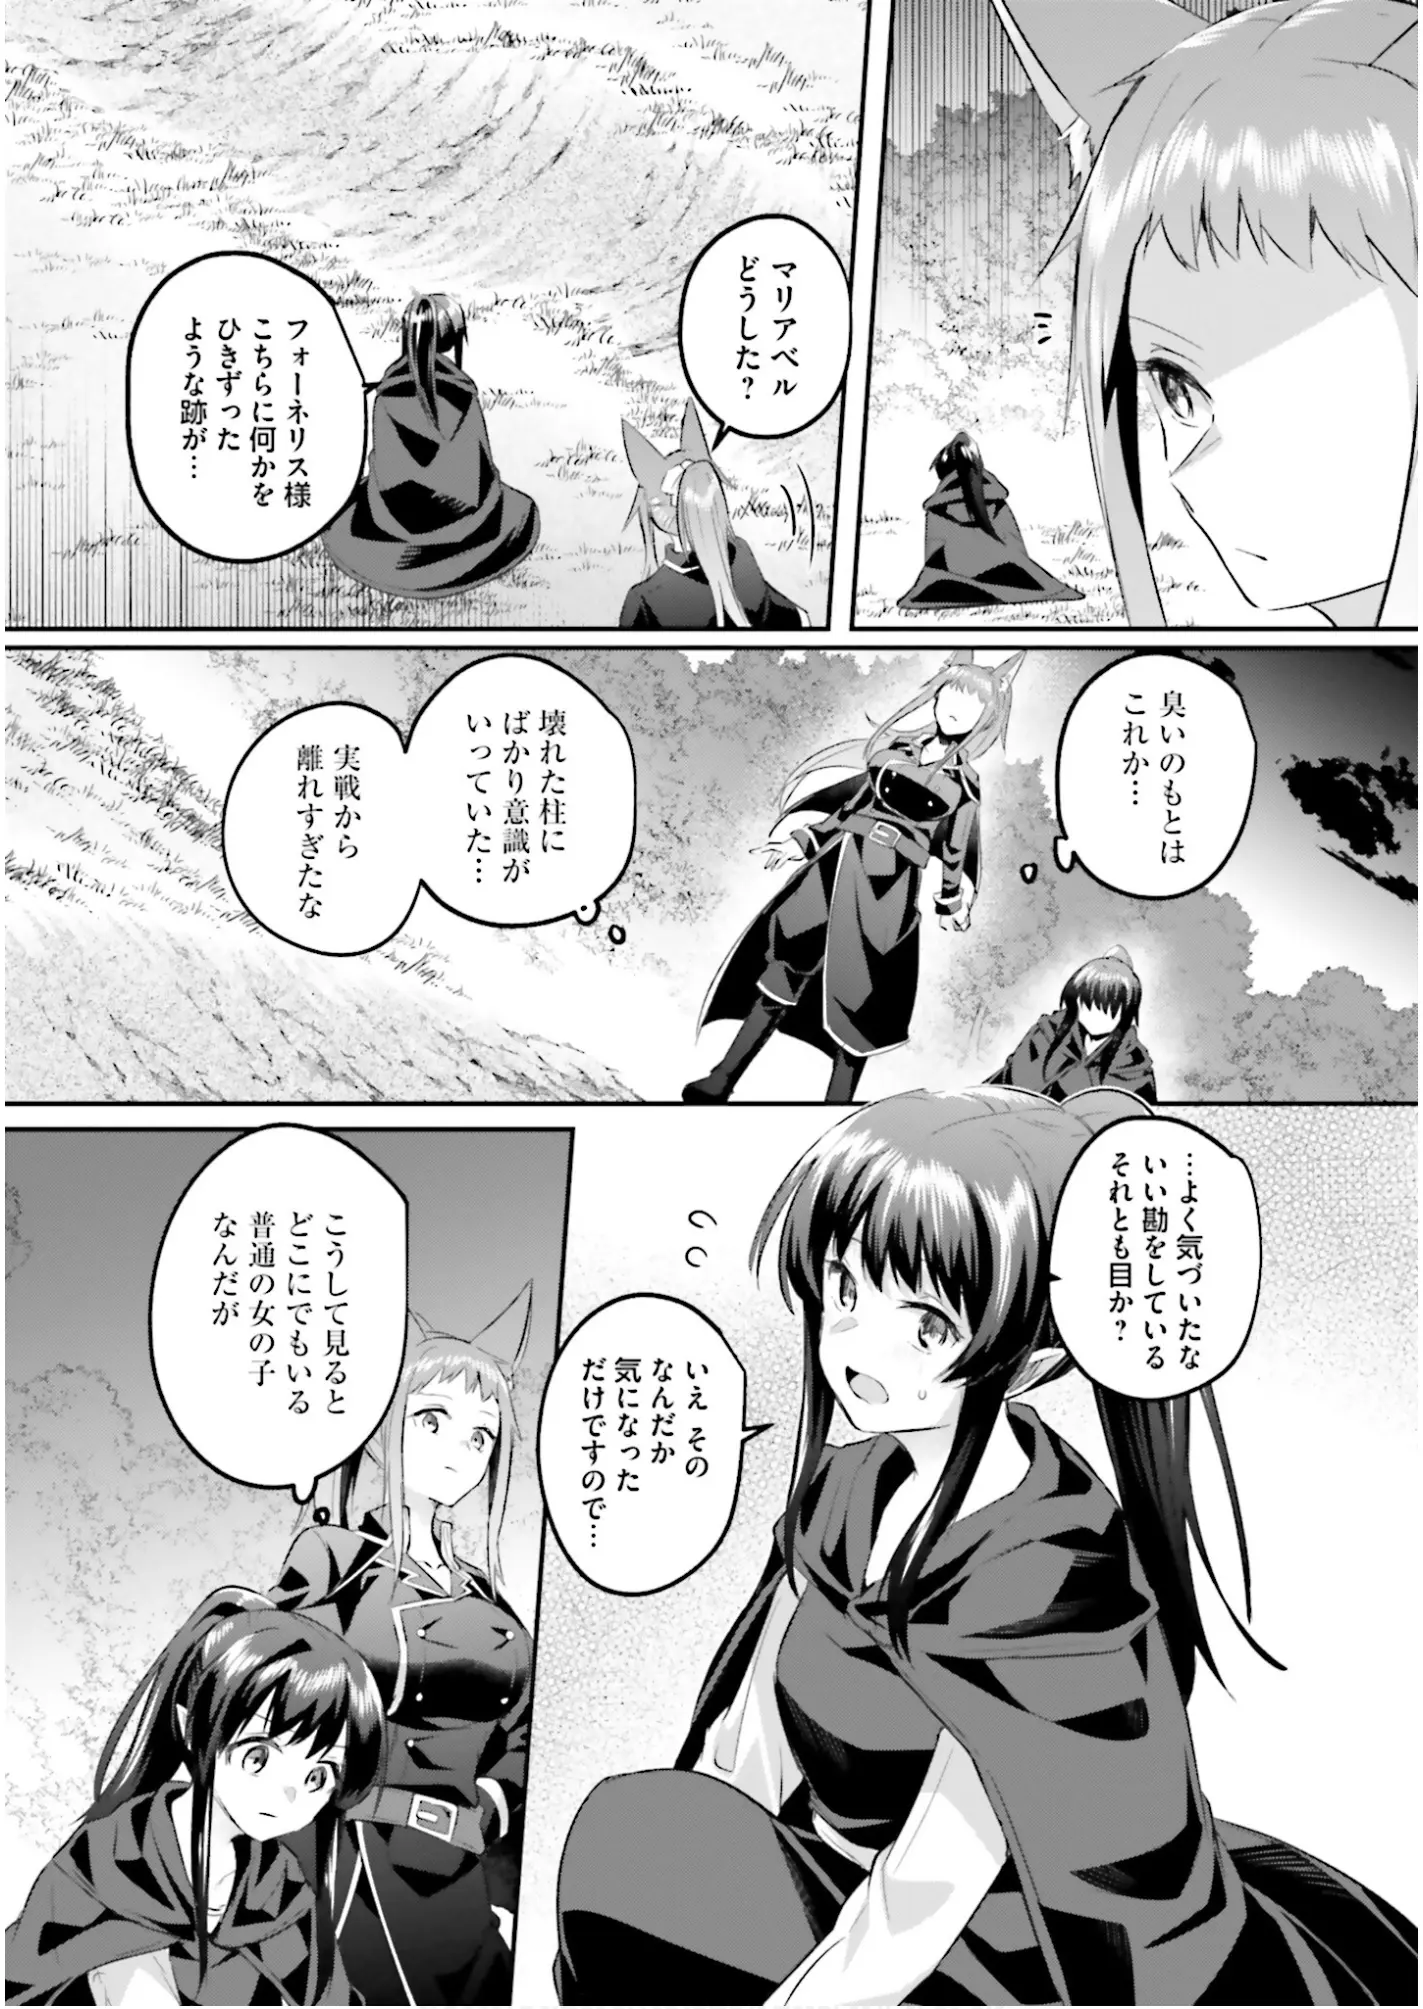 マリアベル
どうした？
フォーネリス様
こちらに何かを
ひきずった
ような跡が…
臭いのもとは
これか…
壊れた柱に
ばかり意識が
いっていた…
実戦から
離れすぎたな
…よく気づいたな
いい勘をしている
それとも目か？
いえ その
なんだか
気になった
だけですので…
こうして見ると
どこにでもいる
普通の女の子
なんだが